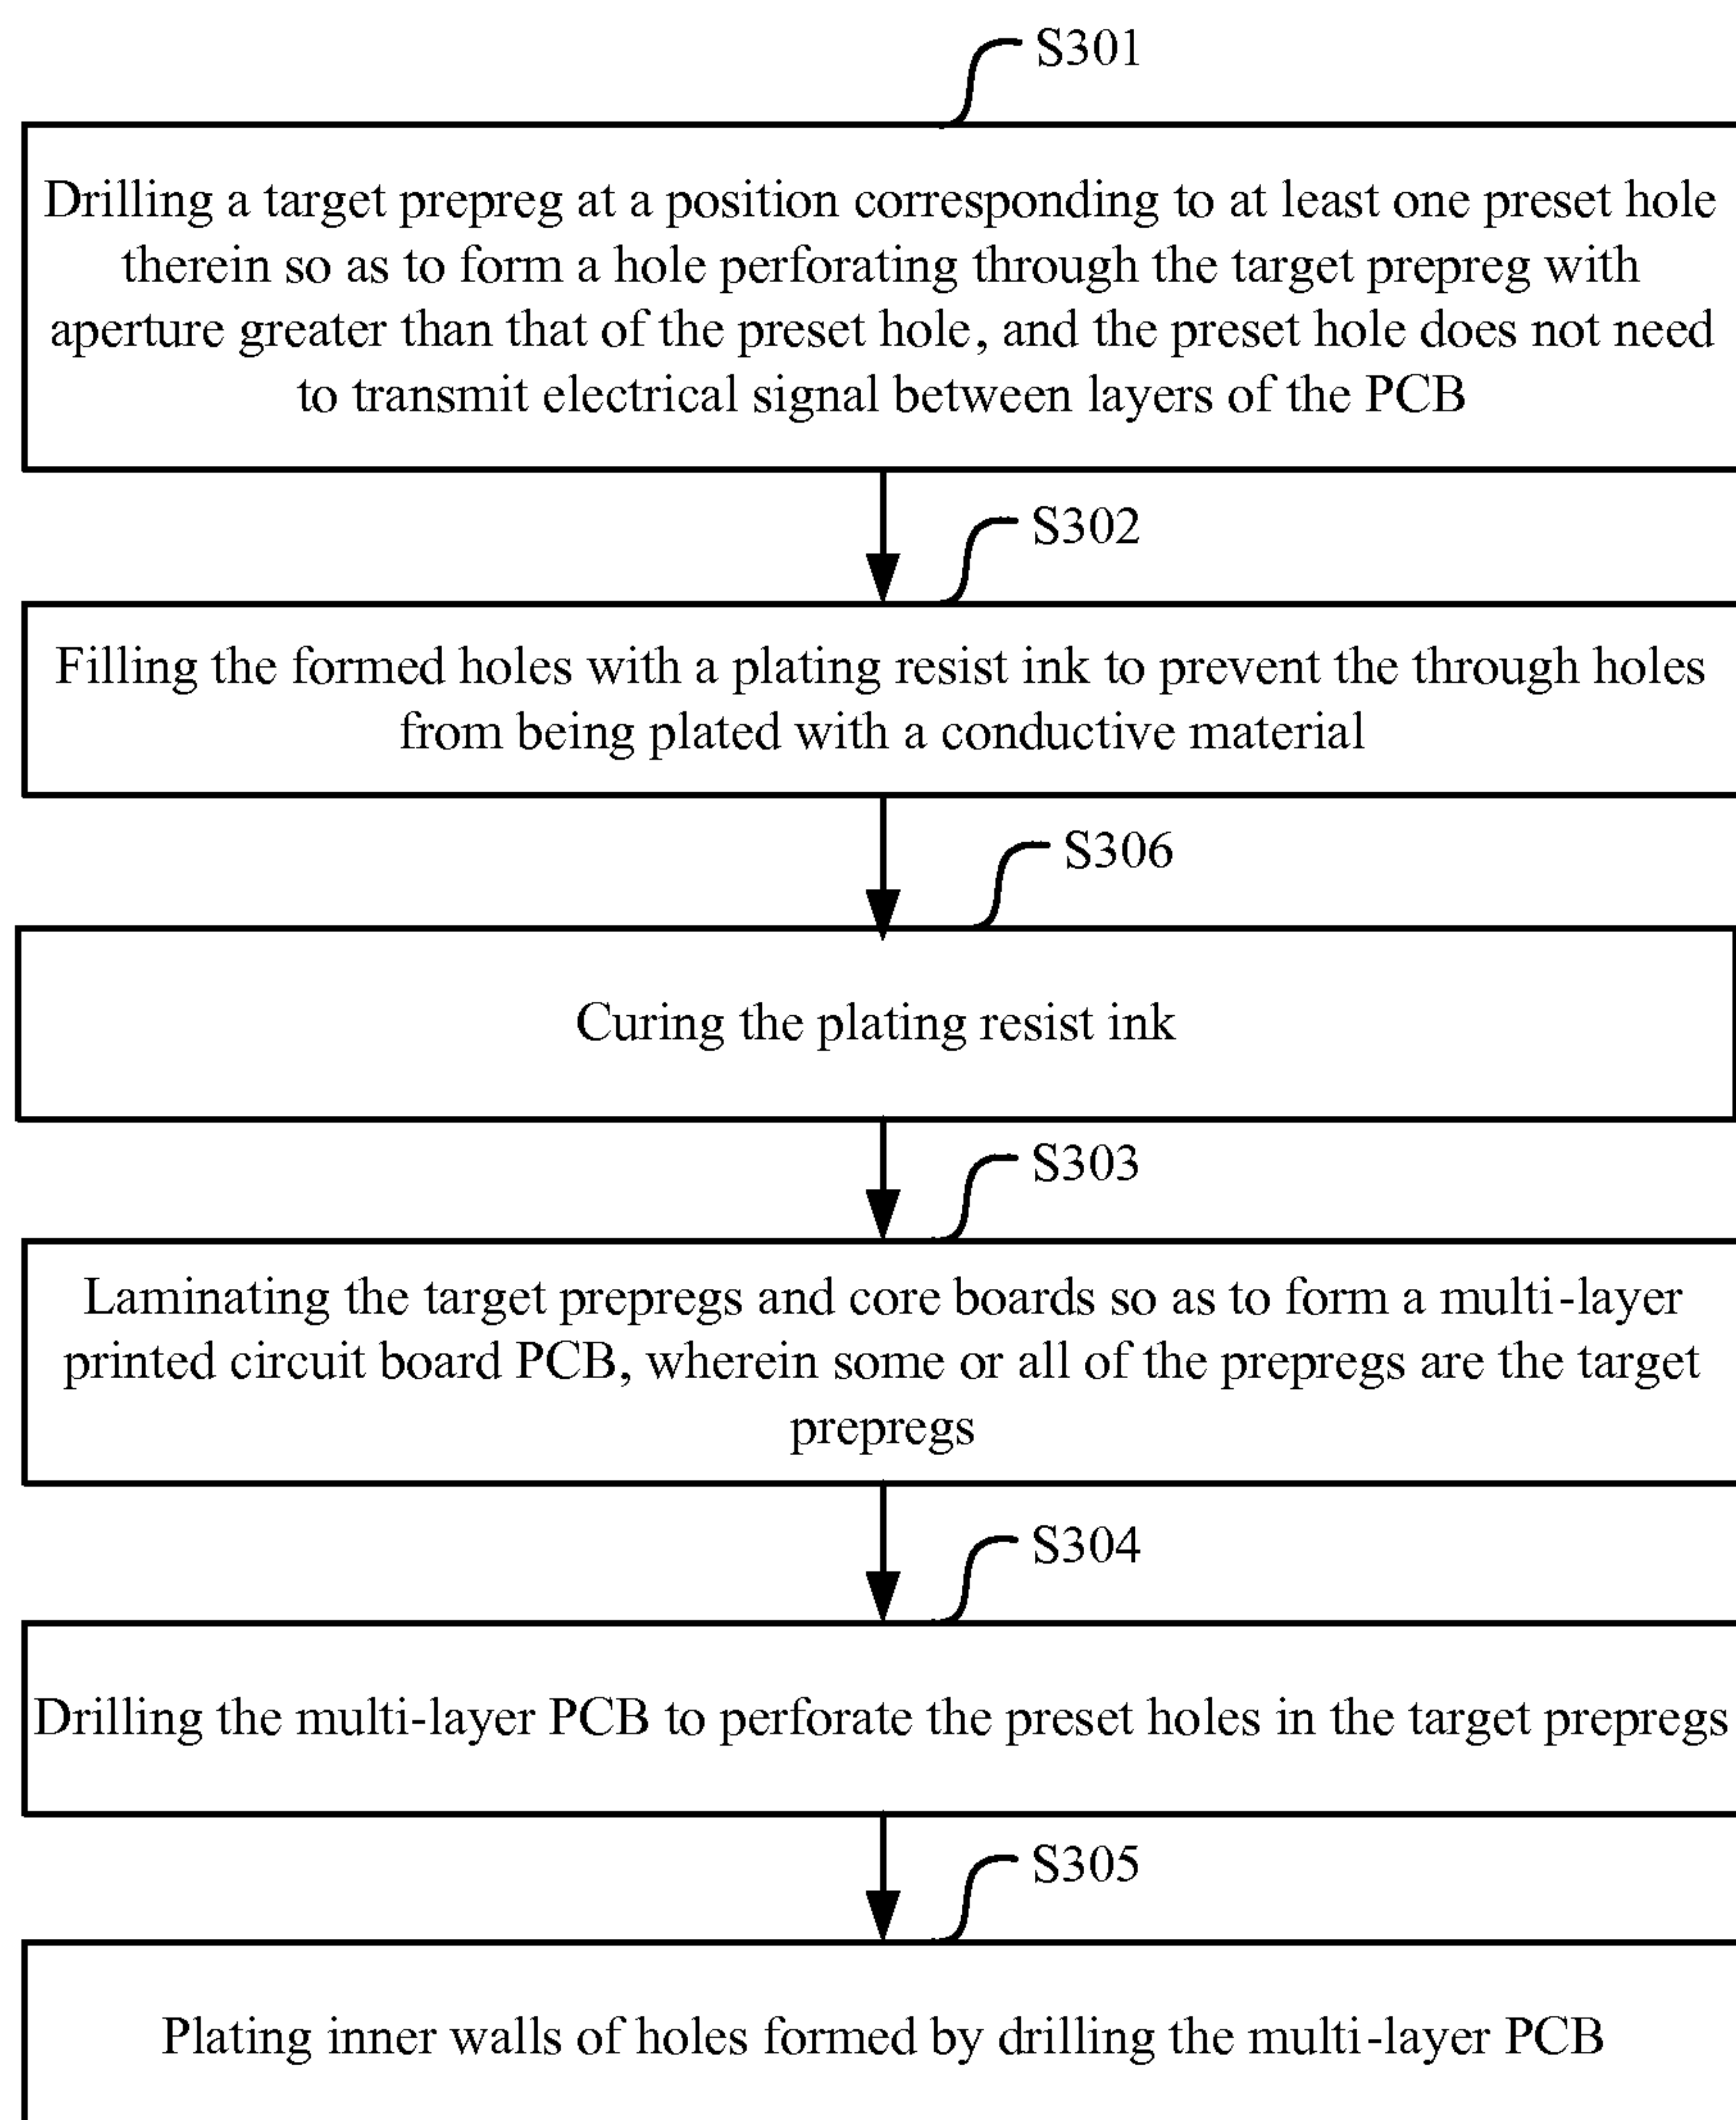 S301
Drilling a target prepreg at a position corresponding to at least one preset hole
therein so as to form a hole perforating through the target prepreg with
aperture greater than that of the preset hole, and the preset hole does not need
to transmit electrical signal between layers of the PCB
S302
Filling the formed holes with a plating resist ink to prevent the through holes
from being plated with a conductive material
S306
Curing the plating resist ink
S303
Laminating the target prepregs and core boards so as to form a multi-layer
printed circuit board PCB, wherein some or all of the prepregs are the target
prepregs
S304
Drilling the multi-layer PCB to perforate the preset holes in the target prepregs
S305
Plating inner walls of holes formed by drilling the multi-layer PCB